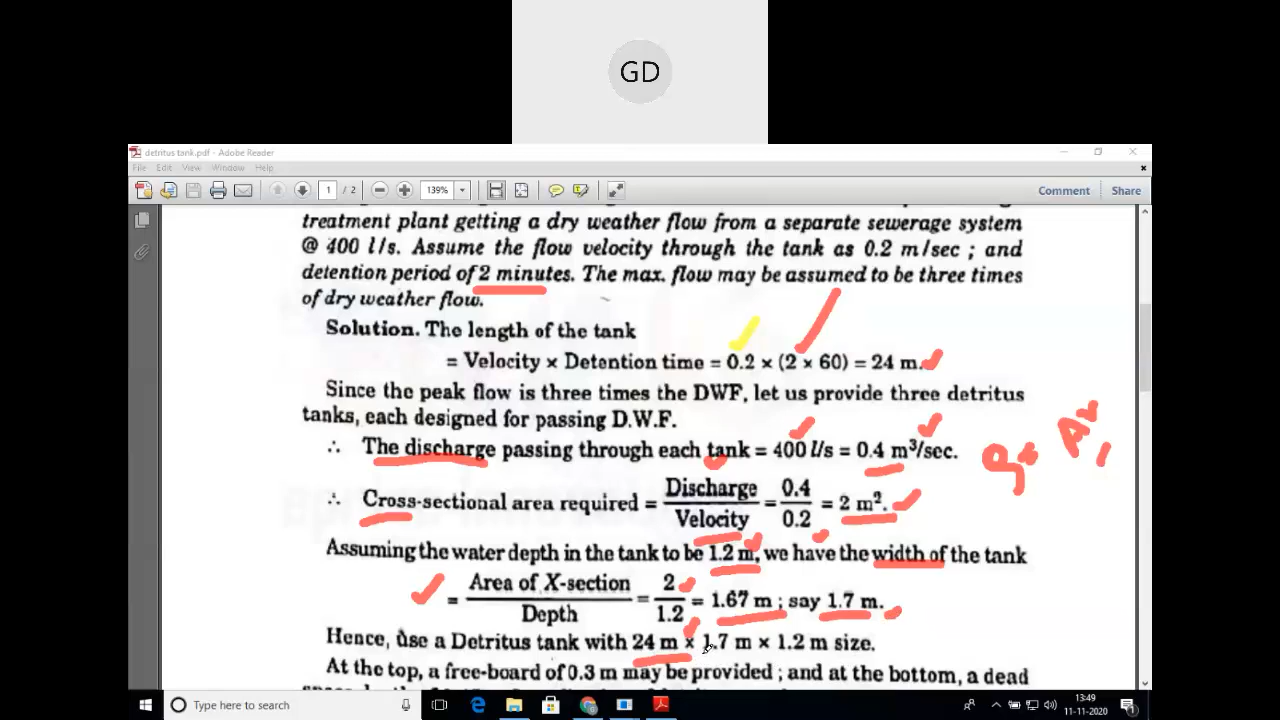 GD
detritus tank.pdf - Adobe Reader
File Edit View Window Help
1 / 2 139% Comment Share
treatment plant getting a dry weather flow from a separate sewerage system
@ 400 l/s. Assume the flow velocity through the tank as 0.2 m/sec ; and
detention period of 2 minutes. The max. flow may be assumed to be three times
of dry weather flow.
Solution. The length of the tank
= Velocity × Detention time = 0.2 × (2 × 60) = 24 m.
Since the peak flow is three times the DWF, let us provide three detritus
tanks, each designed for passing D.W.F.
∴ The discharge passing through each tank = 400 l/s = 0.4 m³/sec.
∴ Cross-sectional area required = Discharge / Velocity = 0.4 / 0.2 = 2 m².
Assuming the water depth in the tank to be 1.2 m, we have the width of the tank
= Area of X-section / Depth = 2 / 1.2 = 1.67 m ; say 1.7 m.
Hence, use a Detritus tank with 24 m × 1.7 m × 1.2 m size.
At the top, a free-board of 0.3 m may be provided ; and at the bottom, a dead
Type here to search
13:49
11-11-2020